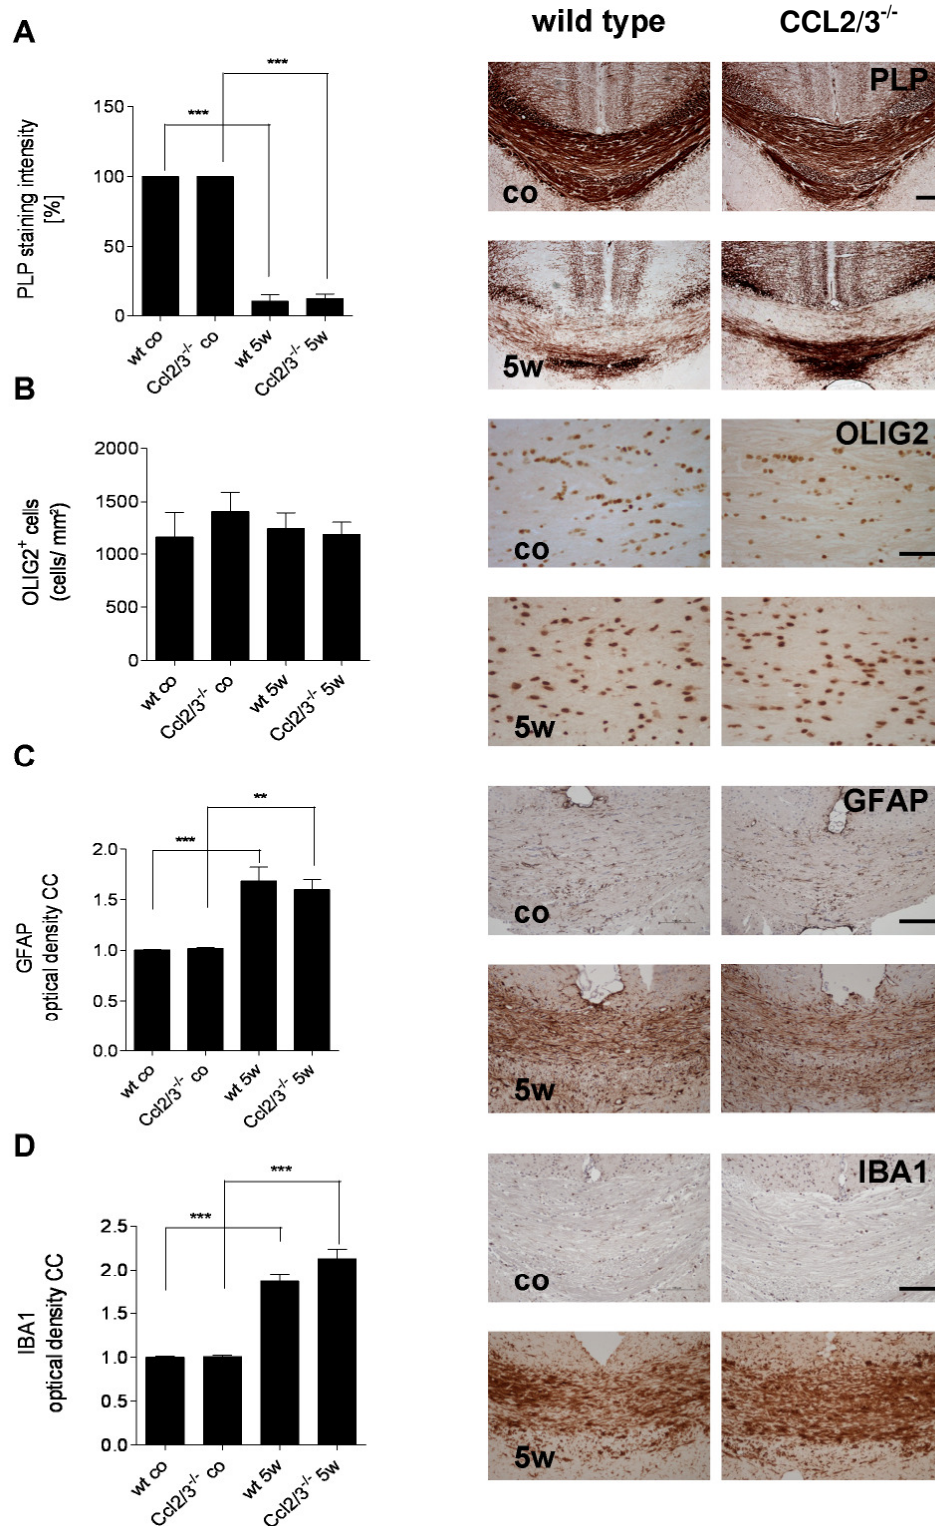 wild type CCL2/3-/-
A
***
***
150
100
50
0
PLP staining intensity
[%]
wt co
Ccl2/3-/- co
wt 5w
Ccl2/3-/- 5w
PLP
co
5w
B
2000
1500
1000
500
0
OLIG2+ cells
(cells/ mm²)
wt co
Ccl2/3-/- co
wt 5w
Ccl2/3-/- 5w
OLIG2
co
5w
C
**
***
2.0
1.5
1.0
0.5
0.0
GFAP
optical density CC
wt co
Ccl2/3-/- co
wt 5w
Ccl2/3-/- 5w
GFAP
co
5w
D
***
***
2.5
2.0
1.5
1.0
0.5
0.0
IBA1
optical density CC
wt co
Ccl2/3-/- co
wt 5w
Ccl2/3-/- 5w
IBA1
co
5w